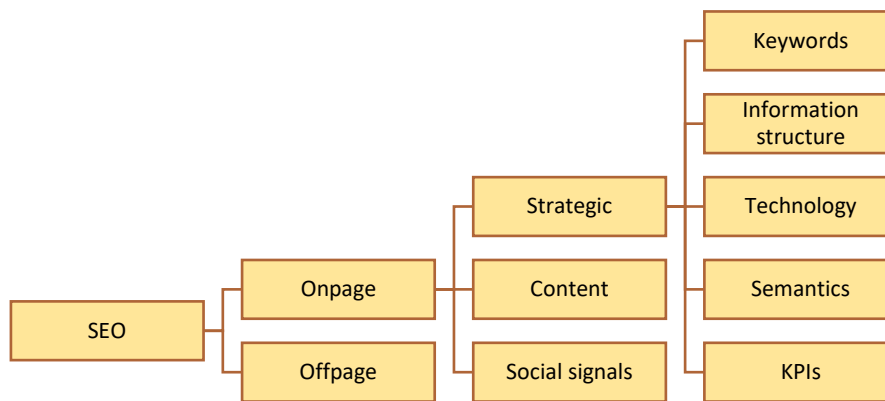 Keywords
Information
structure
Strategic
Technology
Onpage
Content
Semantics
SEO
Offpage
Social signals
KPIs